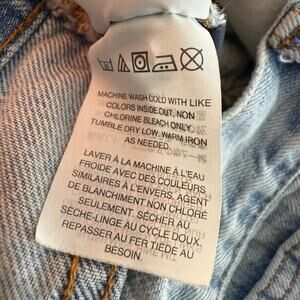 MACHINE WASH COLD WITH LIKE
COLORS INSIDE OUT, NON
CHLORINE BLEACH ONLY
TUMBLE DRY LOW, WARM IRON
AS NEEDED
LAVER À LA MACHINE À L'EAU
FROIDE AVEC DES COULEURS
SIMILAIRES À L'ENVERS, AGENT
DE BLANCHIMENT NON CHLORÉ
SEULEMENT. SÉCHER AU
SÈCHE-LINGE AU CYCLE DOUX,
REPASSER AU FER TIÈDE AU
BESOIN.